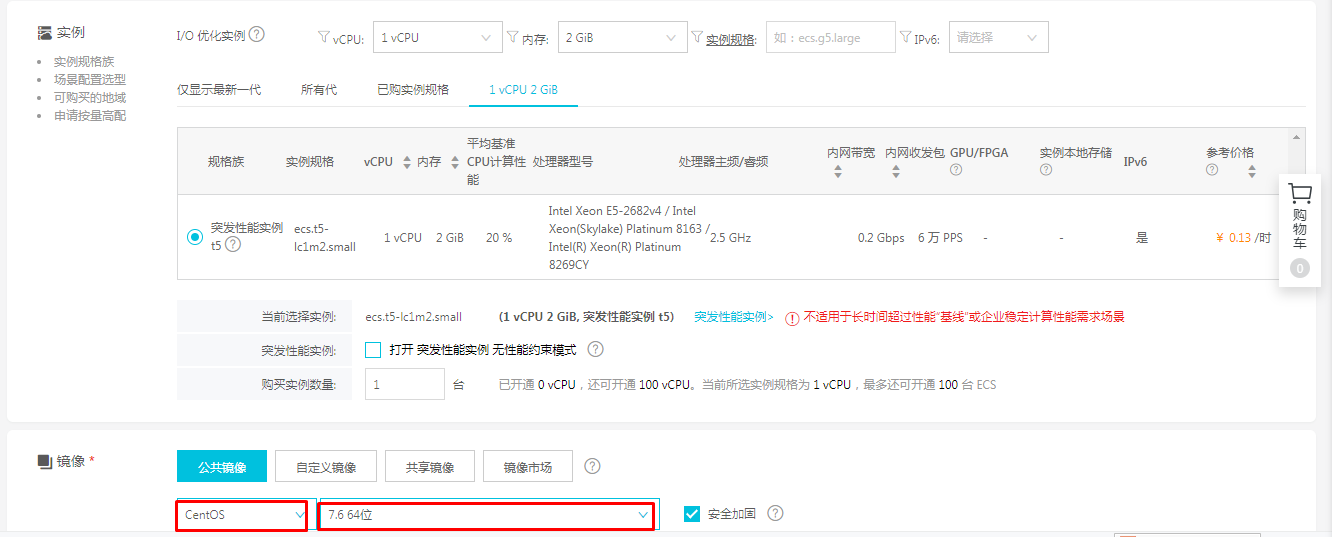 实例
实例规格族
场景配置选型
可购买的地域
申请按量高配
I/O 优化实例 ? vCPU: 1 vCPU 内存: 2 GiB 实例规格: 如：ecs.g5.large IPv6: 请选择
仅显示最新一代 所有代 已购实例规格 1 vCPU 2 GiB
规格族 实例规格 vCPU 内存 平均基准 CPU计算性能 处理器型号 处理器主频/睿频 内网带宽 内网收发包 GPU/FPGA ? 实例本地存储 ? IPv6 参考价格 ?
突发性能实例 t5 ? ecs.t5-lc1m2.small 1 vCPU 2 GiB 20 % Intel Xeon E5-2682v4 / Intel Xeon(Skylake) Platinum 8163 / Intel(R) Xeon(R) Platinum 8269CY 2.5 GHz 0.2 Gbps 6 万 PPS - - 是 ¥ 0.13 /时
当前选择实例: ecs.t5-lc1m2.small (1 vCPU 2 GiB, 突发性能实例 t5) 突发性能实例> ! 不适用于长时间超过性能“基线”或企业稳定计算性能需求场景
突发性能实例: 打开 突发性能实例 无性能约束模式 ?
购买实例数量: 1 台 已开通 0 vCPU，还可开通 100 vCPU。当前所选实例规格为 1 vCPU，最多还可开通 100 台 ECS
购物车
0
镜像 * 公共镜像 自定义镜像 共享镜像 镜像市场 ?
CentOS 7.6 64位 安全加固 ?